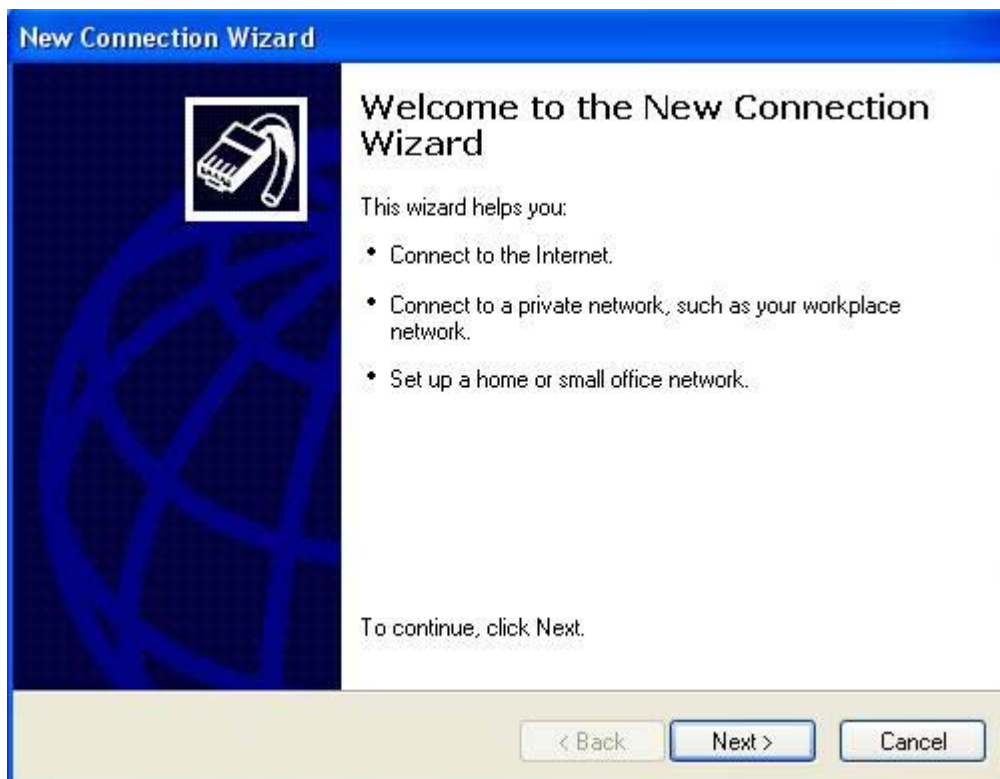 New Connection Wizard
Welcome to the New Connection
Wizard
This wizard helps you:
• Connect to the Internet.
• Connect to a private network, such as your workplace
network.
• Set up a home or small office network.
To continue, click Next.
< Back
Next >
Cancel